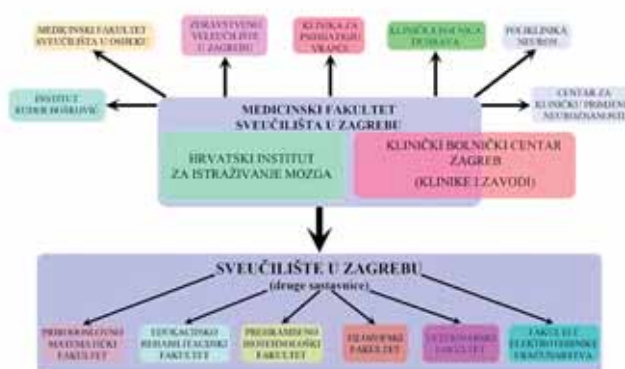 MEDICINSKI FAKULTET
SVEUČILIŠTA U OSIJEKU
ZDRAVSTVENO
VELEUČILIŠTE
U ZAGREBU
KLINIKA ZA
PSIHIJATRIJU
VRAPČE
KLINIČKA BOLNICA
DUBRAVA
POLIKLINIKA
NEURON
INSTITUT
RUĐER BOŠKOVIĆ
CENTAR ZA
KLINIČKU PRIMJENU
NEUROZNANOSTI
MEDICINSKI FAKULTET
SVEUČILIŠTA U ZAGREBU
HRVATSKI INSTITUT
ZA ISTRAŽIVANJE MOZGA
KLINIČKI BOLNIČKI CENTAR
ZAGREB
(KLINIKE I ZAVODI)
SVEUČILIŠTE U ZAGREBU
(druge sastavnice)
PRIRODOSLOVNO
MATEMATIČKI
FAKULTET
EDUKACIJSKO
REHABILITACIJSKI
FAKULTET
PREHRAMBENO
BIOTEHNOLOŠKI
FAKULTET
FILOZOFSKI
FAKULTET
VETERINARSKI
FAKULTET
FAKULTET
ELEKTROTEHNIKE
I RAČUNARSTVA